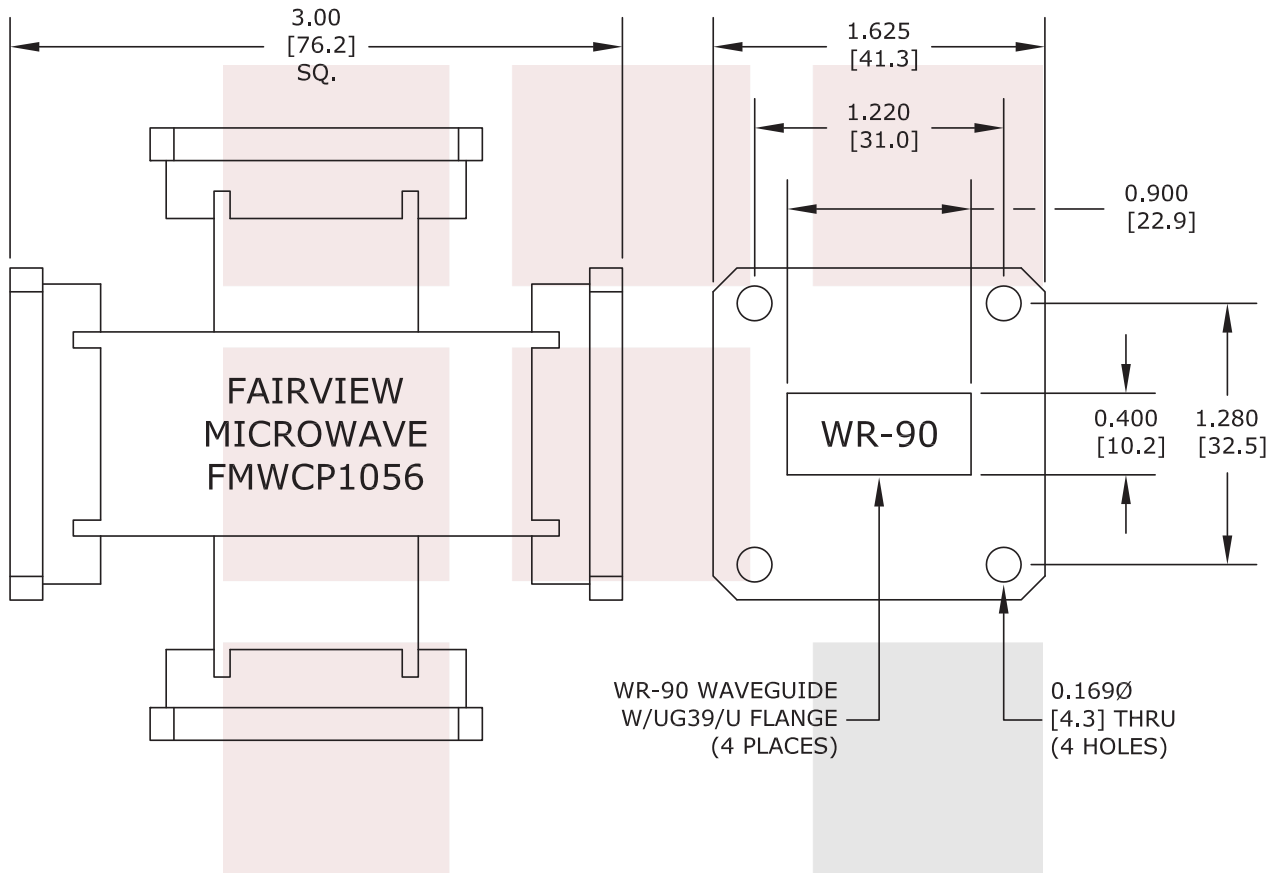 3.00
[76.2]
SQ.
1.625
[41.3]
1.220
[31.0]
0.900
[22.9]
FAIRVIEW
MICROWAVE
FMWCP1056
WR-90
0.400
[10.2]
1.280
[32.5]
WR-90 WAVEGUIDE
W/UG39/U FLANGE
(4 PLACES)
0.169Ø
[4.3] THRU
(4 HOLES)